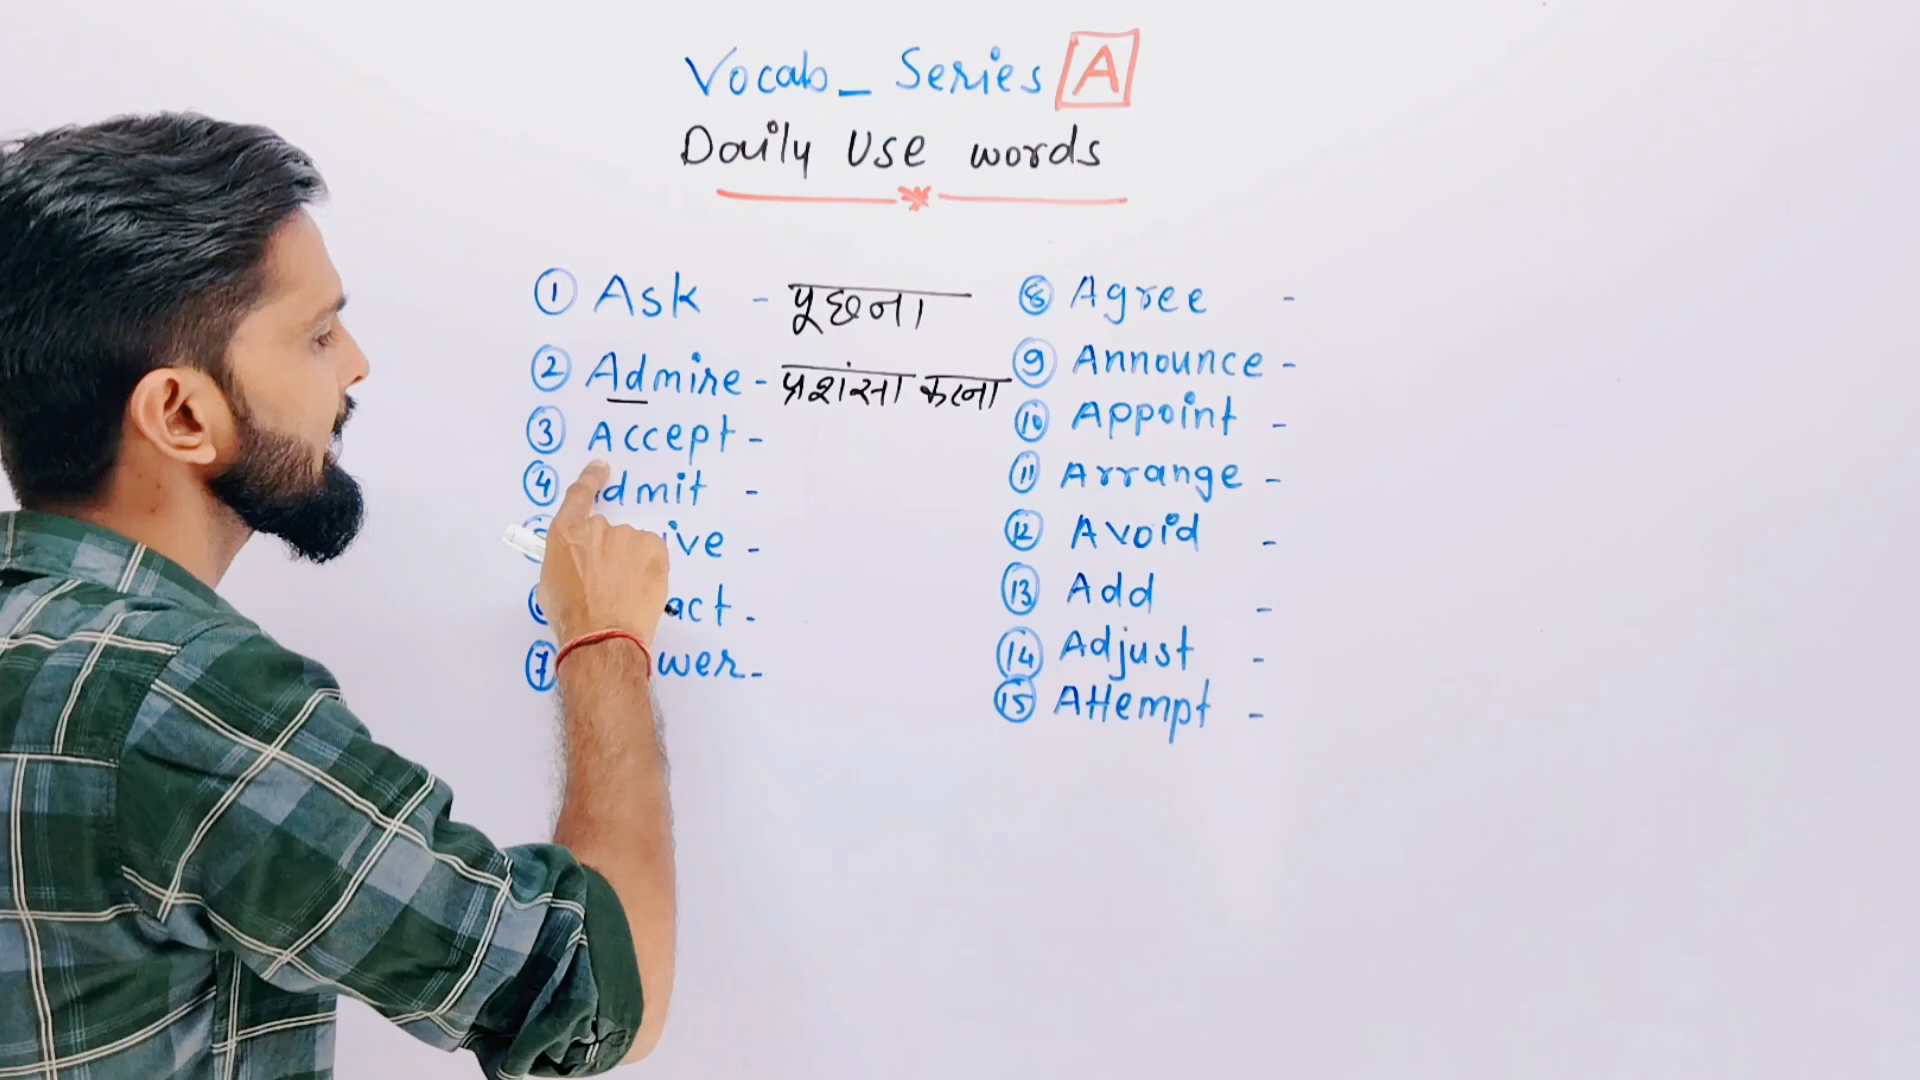 Vocab_ Series A
Daily Use words
① Ask - पूछना
② Admire - प्रशंसा करना
③ Accept -
④ Admit -
ive -
act -
⑦ wer -
⑧ Agree -
⑨ Announce -
⑩ Appoint -
⑪ Arrange -
⑫ Avoid -
⑬ Add -
⑭ Adjust -
⑮ Attempt -